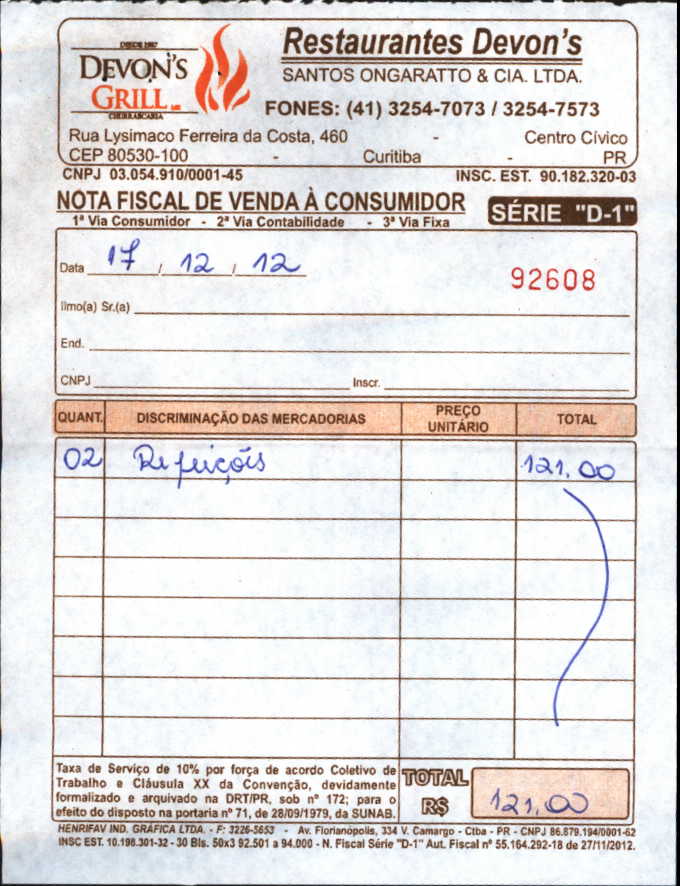 DESDE 1987
DEVON'S
GRILL
CHURRASCARIA
Restaurantes Devon's
SANTOS ONGARATTO & CIA. LTDA.
FONES: (41) 3254-7073 / 3254-7573
Rua Lysimaco Ferreira da Costa, 460 - Centro Cívico
CEP 80530-100 - Curitiba - PR
CNPJ 03.054.910/0001-45 INSC. EST. 90.182.320-03
NOTA FISCAL DE VENDA À CONSUMIDOR
SÉRIE "D-1"
1ª Via Consumidor - 2ª Via Contabilidade - 3ª Via Fixa
Data 17 / 12 / 12
92608
Ilmo(a) Sr.(a)
End.
CNPJ Inscr.
QUANT. DISCRIMINAÇÃO DAS MERCADORIAS PREÇO UNITÁRIO TOTAL
02 Refeições 121,00
Taxa de Serviço de 10% por força de acordo Coletivo de
Trabalho e Cláusula XX da Convenção, devidamente
formalizado e arquivado na DRT/PR, sob nº 172; para o
efeito do disposto na portaria nº 71, de 28/09/1979, da SUNAB.
TOTAL
R$ 121,00
HENRIFAV IND. GRÁFICA LTDA. - F: 3226-5653 - Av. Florianópolis, 334 V. Camargo - Ctba - PR - CNPJ 86.879.194/0001-62
INSC EST. 10.198.301-32 - 30 Bls. 50x3 92.501 a 94.000 - N. Fiscal Série "D-1" Aut. Fiscal nº 55.164.292-18 de 27/11/2012.